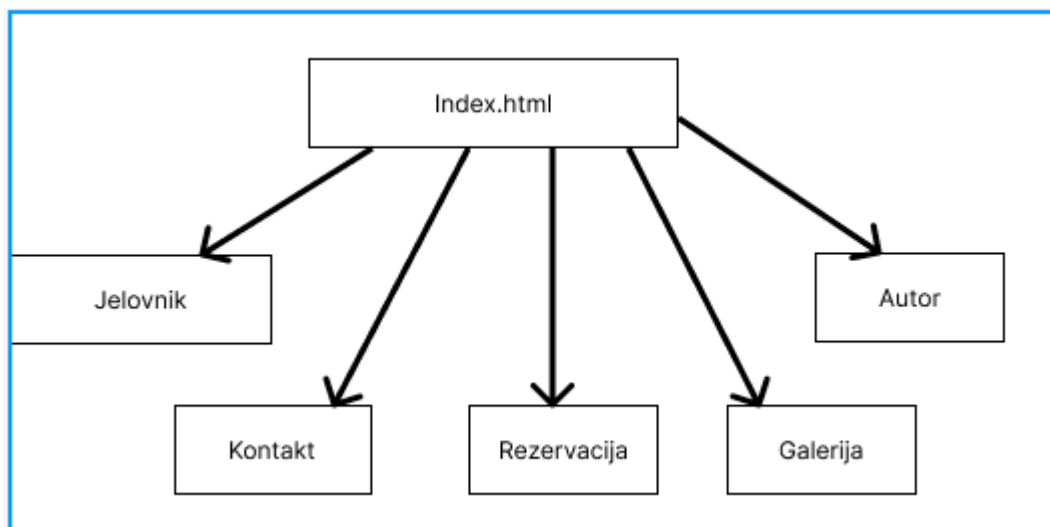 Index.html
Jelovnik
Autor
Kontakt
Rezervacija
Galerija